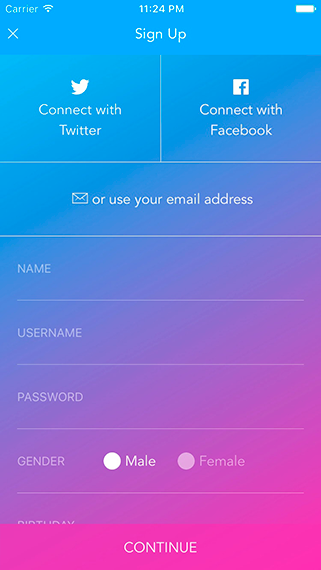 Carrier 11:24 PM
Sign Up
Connect with
Twitter
Connect with
Facebook
or use your email address
NAME
USERNAME
PASSWORD
GENDER Male Female
BIRTHDAY
CONTINUE